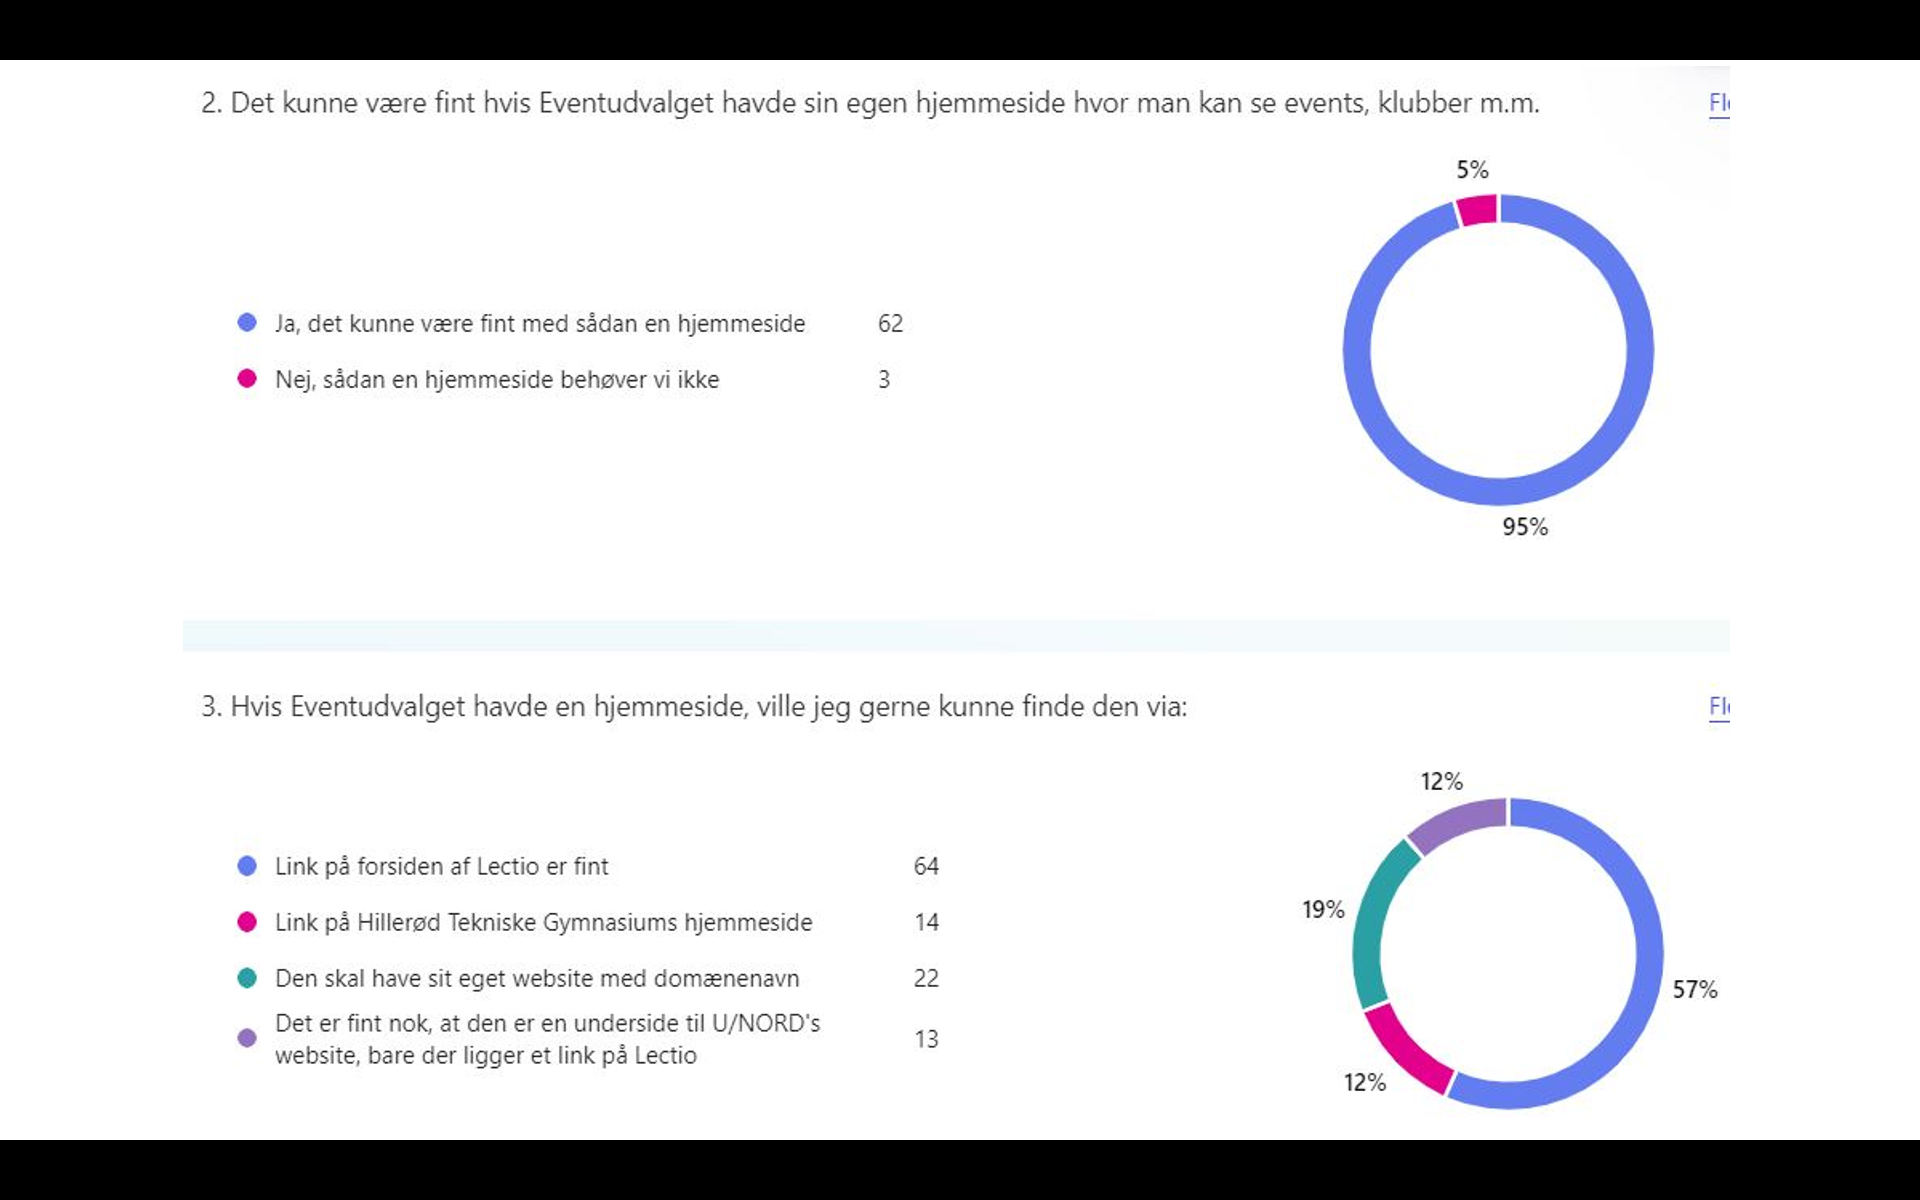 2. Det kunne være fint hvis Eventudvalget havde sin egen hjemmeside hvor man kan se events, klubber m.m.
5%
Ja, det kunne være fint med sådan en hjemmeside 62
Nej, sådan en hjemmeside behøver vi ikke 3
95%
3. Hvis Eventudvalget havde en hjemmeside, ville jeg gerne kunne finde den via:
12%
Link på forsiden af Lectio er fint 64
19%
Link på Hillerød Tekniske Gymnasiums hjemmeside 14
Den skal have sit eget website med domænenavn 22
57%
Det er fint nok, at den er en underside til U/NORD's
website, bare der ligger et link på Lectio 13
12%